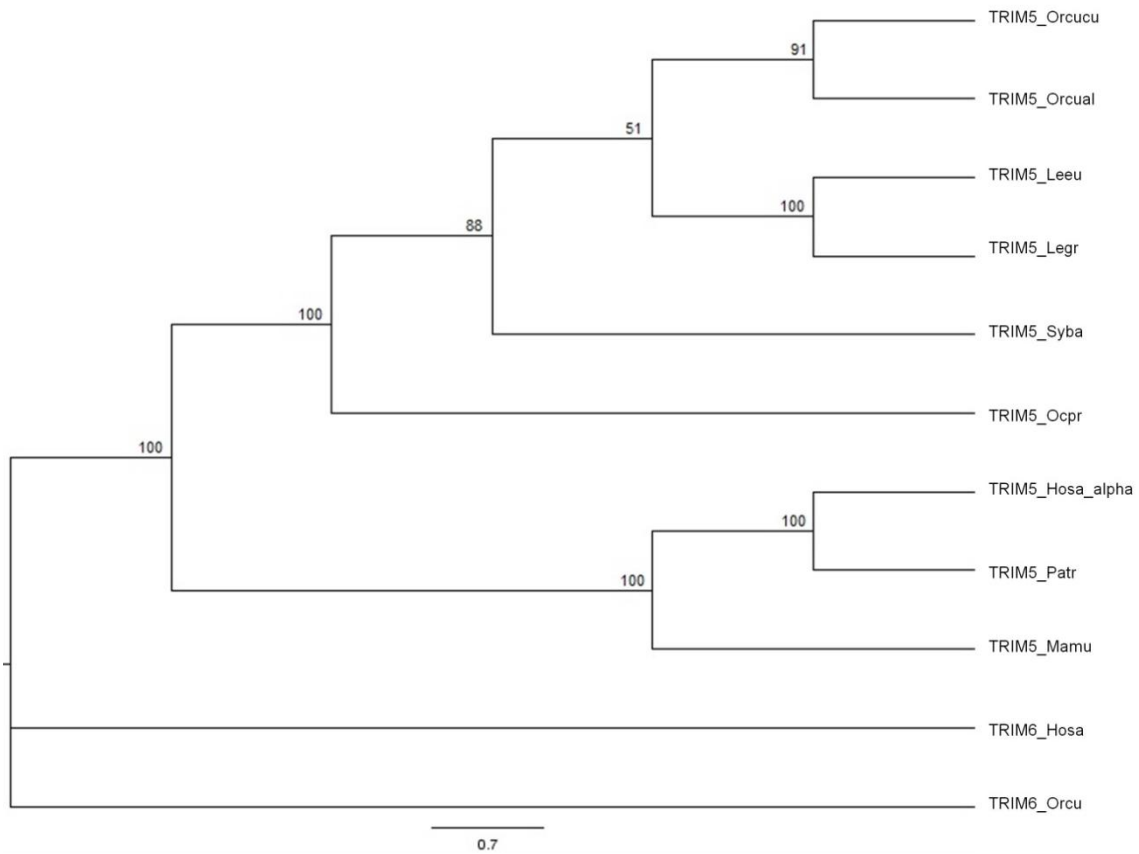 TRIM5_Orcucu
91
TRIM5_Orcual
51
TRIM5_Leeu
100
TRIM5_Legr
88
TRIM5_Syba
100
TRIM5_Ocpr
100
TRIM5_Hosa_alpha
100
TRIM5_Patr
100
TRIM5_Mamu
TRIM6_Hosa
TRIM6_Orcu
0.7